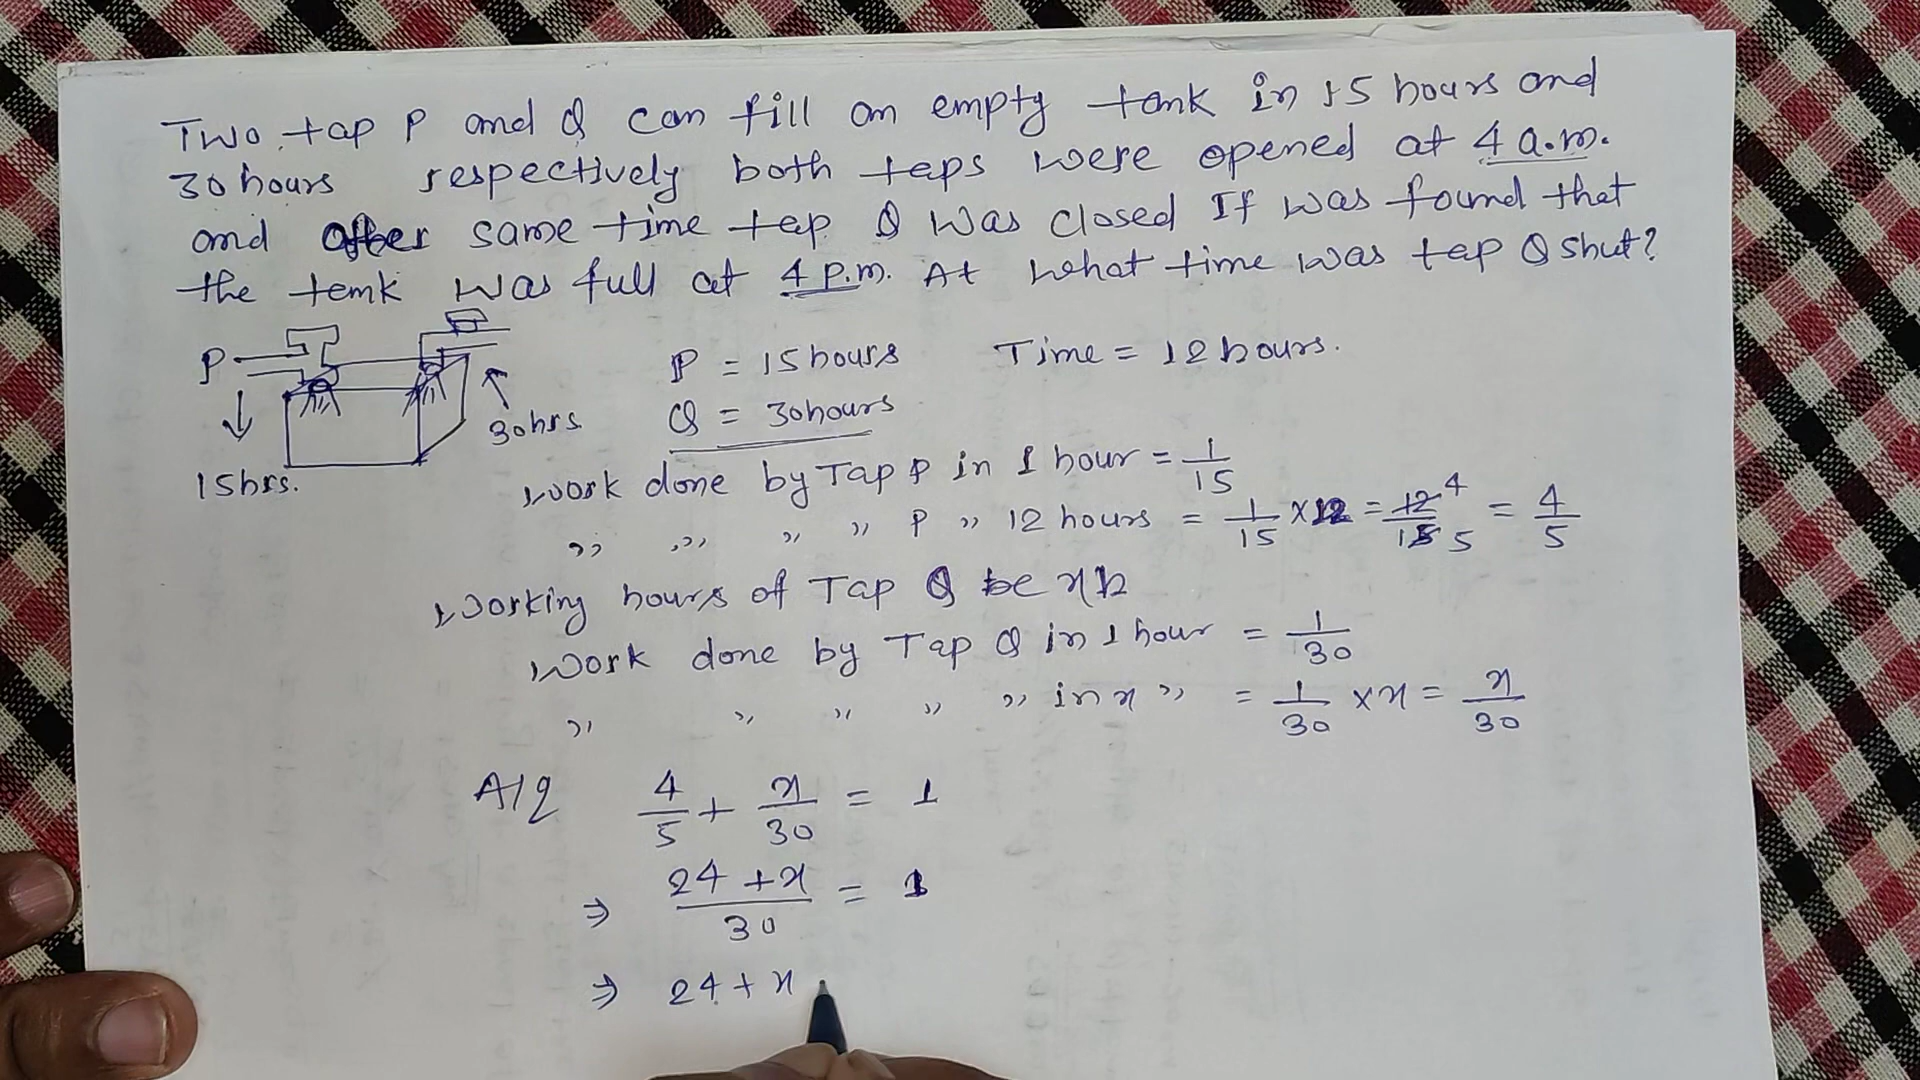 Two tap P and Q can fill an empty tank in 15 hours and
30 hours respectively both taps were opened at 4 a.m.
and after some time tap Q was closed If was found that
the tank was full at 4 p.m. At what time was tap Q shut?
P
30hrs
15hrs.
P = 15 hours Time = 12 hours.
Q = 30 hours
Work done by Tap P in 1 hour = 1/15
,, ,, ,, ,, P ,, 12 hours = 1/15 × 12 = 12/15 4 5 = 4/5
Working hours of Tap Q be x h
Work done by Tap Q in 1 hour = 1/30
,, ,, ,, ,, ,, in x ,, = 1/30 × x = x/30
A/Q 4/5 + x/30 = 1
⇒ 24 + x/30 = 1
⇒ 24 + x